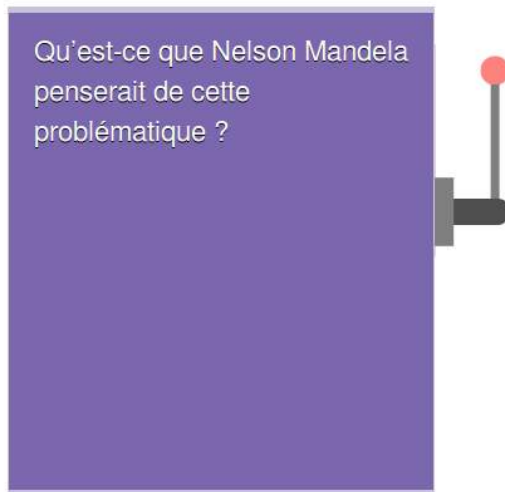 Qu’est-ce que Nelson Mandela
penserait de cette
problématique ?